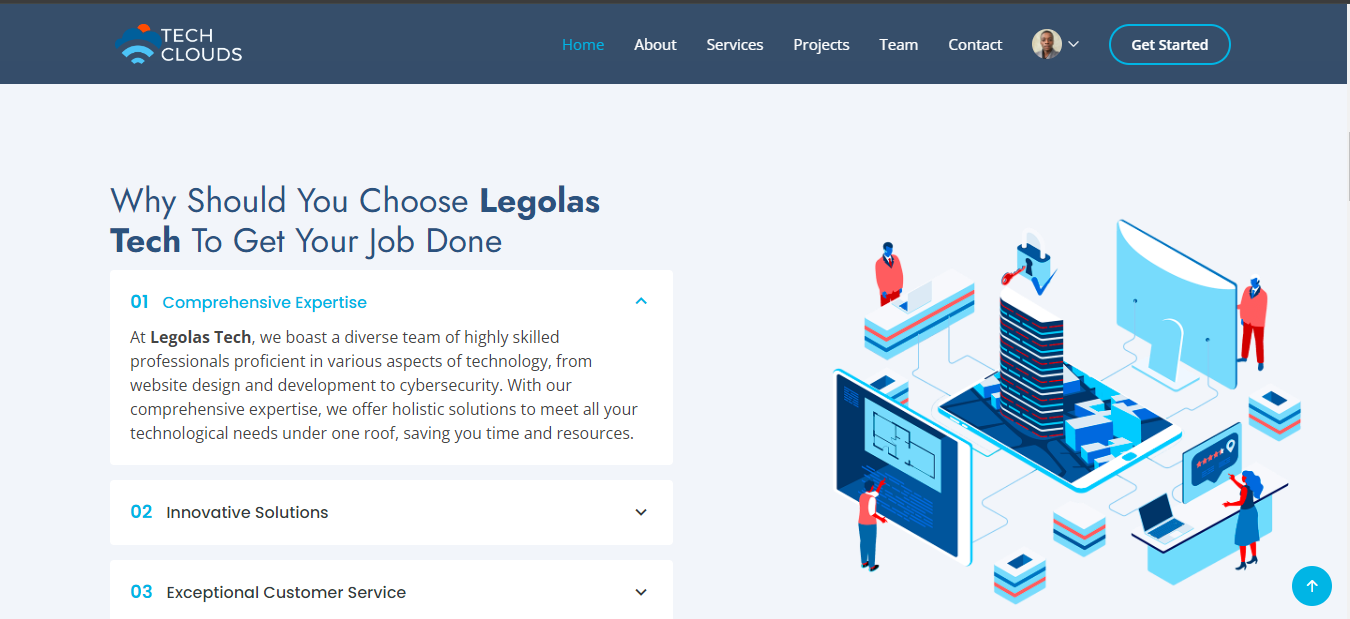 TECH
CLOUDS
Home About Services Projects Team Contact Get Started
Why Should You Choose Legolas
Tech To Get Your Job Done
01 Comprehensive Expertise
At Legolas Tech, we boast a diverse team of highly skilled
professionals proficient in various aspects of technology, from
website design and development to cybersecurity. With our
comprehensive expertise, we offer holistic solutions to meet all your
technological needs under one roof, saving you time and resources.
02 Innovative Solutions
03 Exceptional Customer Service